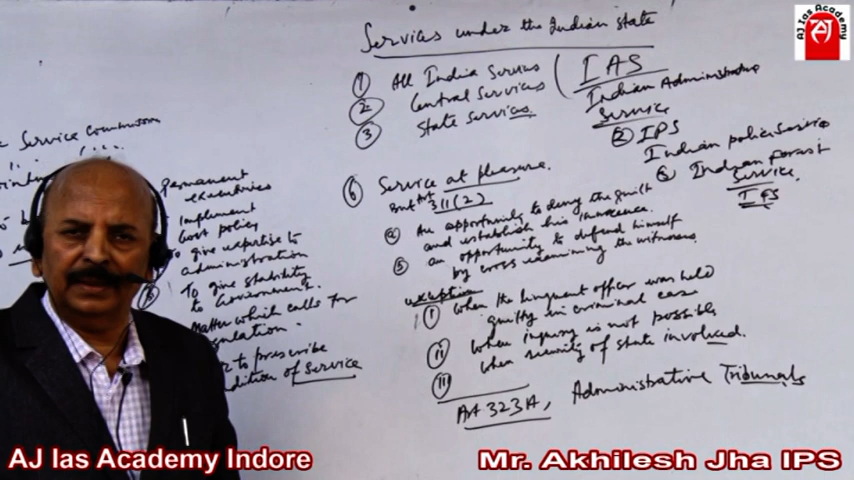 Services under the Indian state
① All India Services
② Central Services
③ State Services
( IAS
Indian Administrative
Service
② IPS
Indian police Service
③ Indian forest
Service.
IFS
Service Commission
⑥ Service at pleasure.
But Art 311(2)
ⓐ An opportunity to deny the guilt
and establish his innocence.
ⓑ an opportunity to defend himself
by cross examining the witnesses.
exception
ⓘ When the delinquent officer was held
guilty in criminal case
ⓘⓘ When inquiry is not possible
When security of state involved.
ⓘⓘⓘ
Art 323A, Administrative Tribunals
Permanent
executives
Implement
Govt policy
To give expertise to
administration
To give stability
to Government.
Matter which calls for
to prescribe
condition of Service
AJ Ias Academy
AJ Ias Academy Indore
Mr. Akhilesh Jha IPS